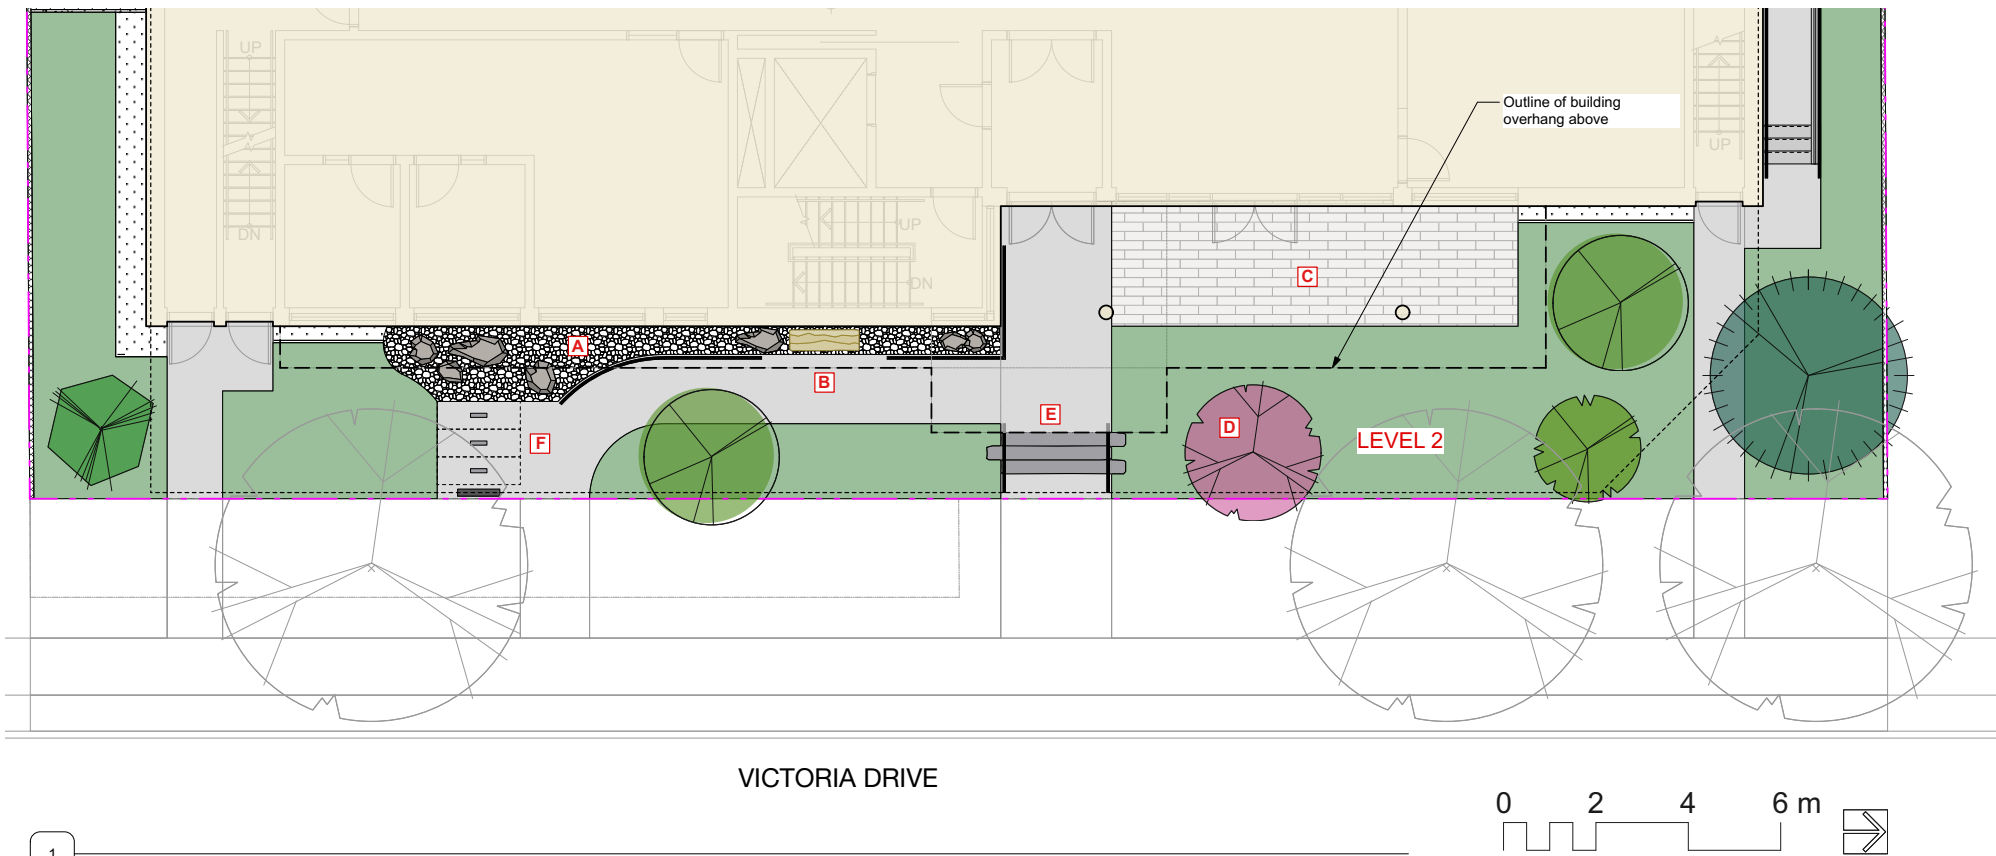 UP
DN
UP
DN
UP
Outline of building
overhang above
A
B
C
D
E
F
LEVEL 2
VICTORIA DRIVE
0 2 4 6 m
1